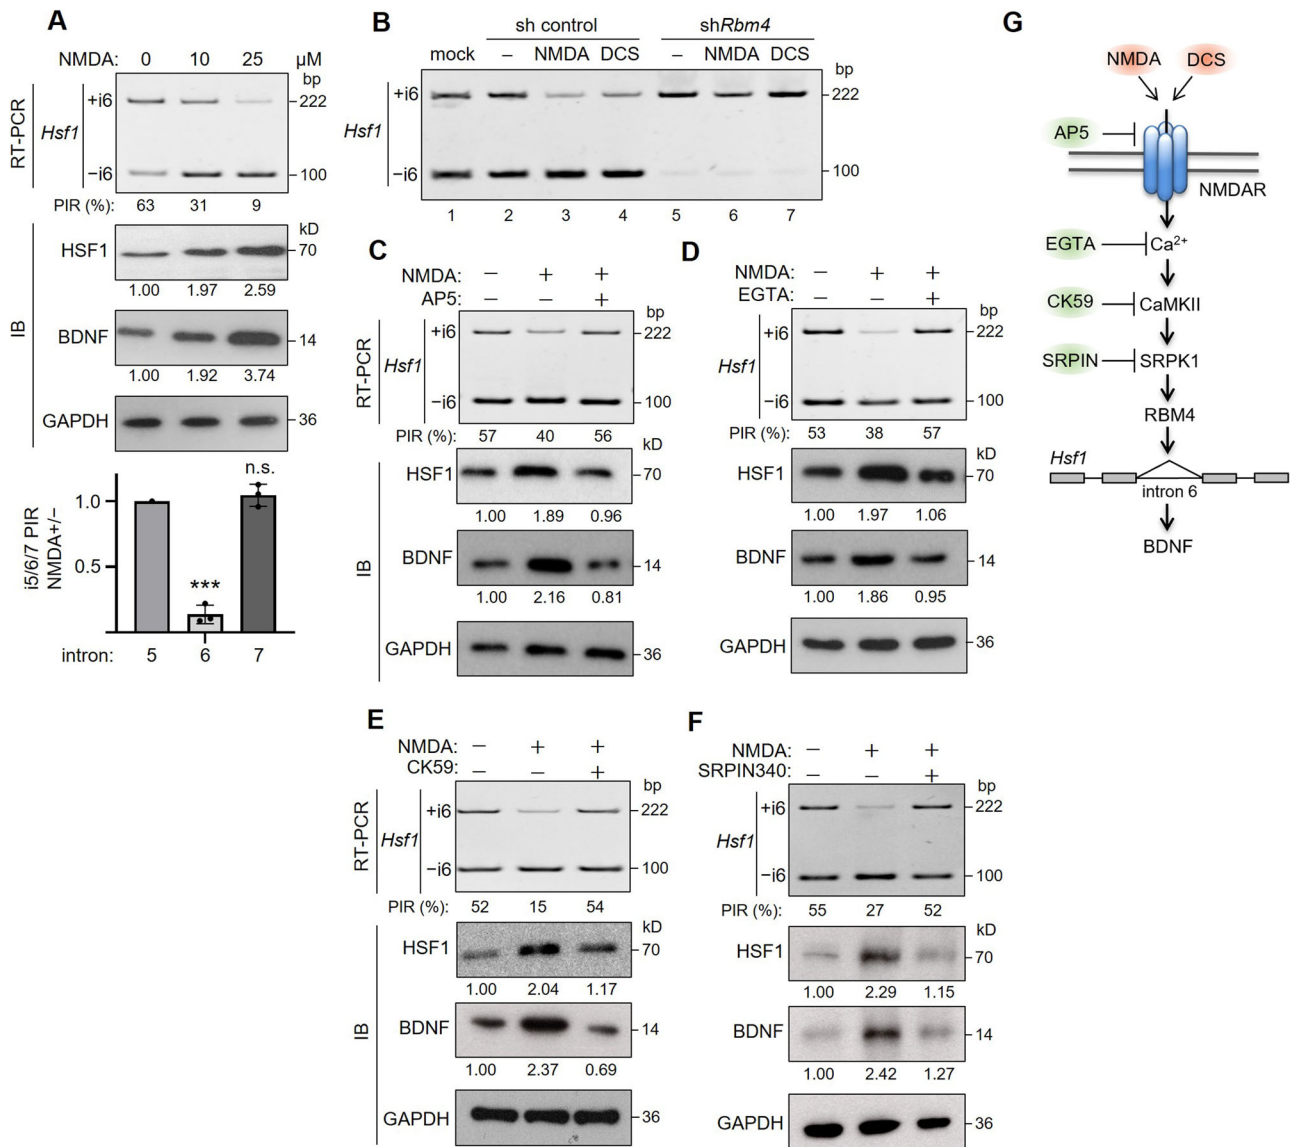 A
NMDA: 0 10 25 μM
bp
RT-PCR
Hsf1
+i6 222
−i6 100
PIR (%): 63 31 9
IB
kD
HSF1 70
1.00 1.97 2.59
BDNF 14
1.00 1.92 3.74
GAPDH 36
n.s.
i5/6/7 PIR
NMDA+/−
1.0
0.5
***
intron: 5 6 7
B
sh control shRbm4
mock − NMDA DCS − NMDA DCS
bp
Hsf1
+i6 222
−i6 100
1 2 3 4 5 6 7
C
NMDA: − + +
AP5: − − +
bp
RT-PCR
Hsf1
+i6 222
−i6 100
PIR (%): 57 40 56
IB
kD
HSF1 70
1.00 1.89 0.96
BDNF 14
1.00 2.16 0.81
GAPDH 36
D
NMDA: − + +
EGTA: − − +
bp
Hsf1
+i6 222
−i6 100
PIR (%): 53 38 57
kD
HSF1 70
1.00 1.97 1.06
BDNF 14
1.00 1.86 0.95
GAPDH 36
E
NMDA: − + +
CK59: − − +
bp
RT-PCR
Hsf1
+i6 222
−i6 100
PIR (%): 52 15 54
IB
kD
HSF1 70
1.00 2.04 1.17
BDNF 14
1.00 2.37 0.69
GAPDH 36
F
NMDA: − + +
SRPIN340: − − +
bp
Hsf1
+i6 222
−i6 100
PIR (%): 55 27 52
kD
HSF1 70
1.00 2.29 1.15
BDNF 14
1.00 2.42 1.27
GAPDH 36
G
NMDA DCS
AP5
NMDAR
EGTA Ca2+
CK59 CaMKII
SRPIN SRPK1
RBM4
Hsf1
intron 6
BDNF